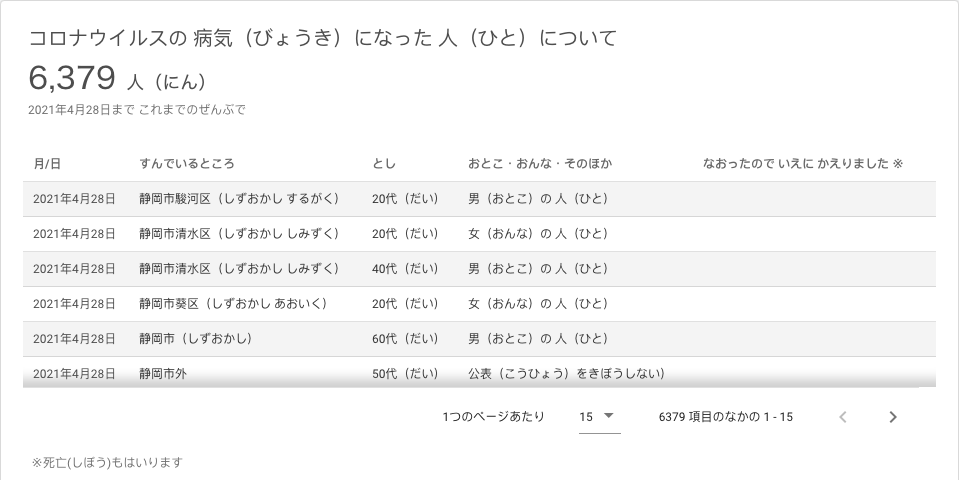 コロナウイルスの 病気（びょうき）になった 人（ひと）について
6,379 人（にん）
2021年4月28日まで これまでのぜんぶで
月/日 すんでいるところ とし おとこ・おんな・そのほか なおったので いえに かえりました ※
2021年4月28日 静岡市駿河区（しずおかし するがく） 20代（だい） 男（おとこ）の 人（ひと）
2021年4月28日 静岡市清水区（しずおかし しみずく） 20代（だい） 女（おんな）の 人（ひと）
2021年4月28日 静岡市清水区（しずおかし しみずく） 40代（だい） 男（おとこ）の 人（ひと）
2021年4月28日 静岡市葵区（しずおかし あおいく） 20代（だい） 女（おんな）の 人（ひと）
2021年4月28日 静岡市（しずおかし） 60代（だい） 男（おとこ）の 人（ひと）
2021年4月28日 静岡市外 50代（だい） 公表（こうひょう）をきぼうしない）
1つのページあたり 15 6379 項目のなかの 1 - 15
※死亡(しぼう)もはいります